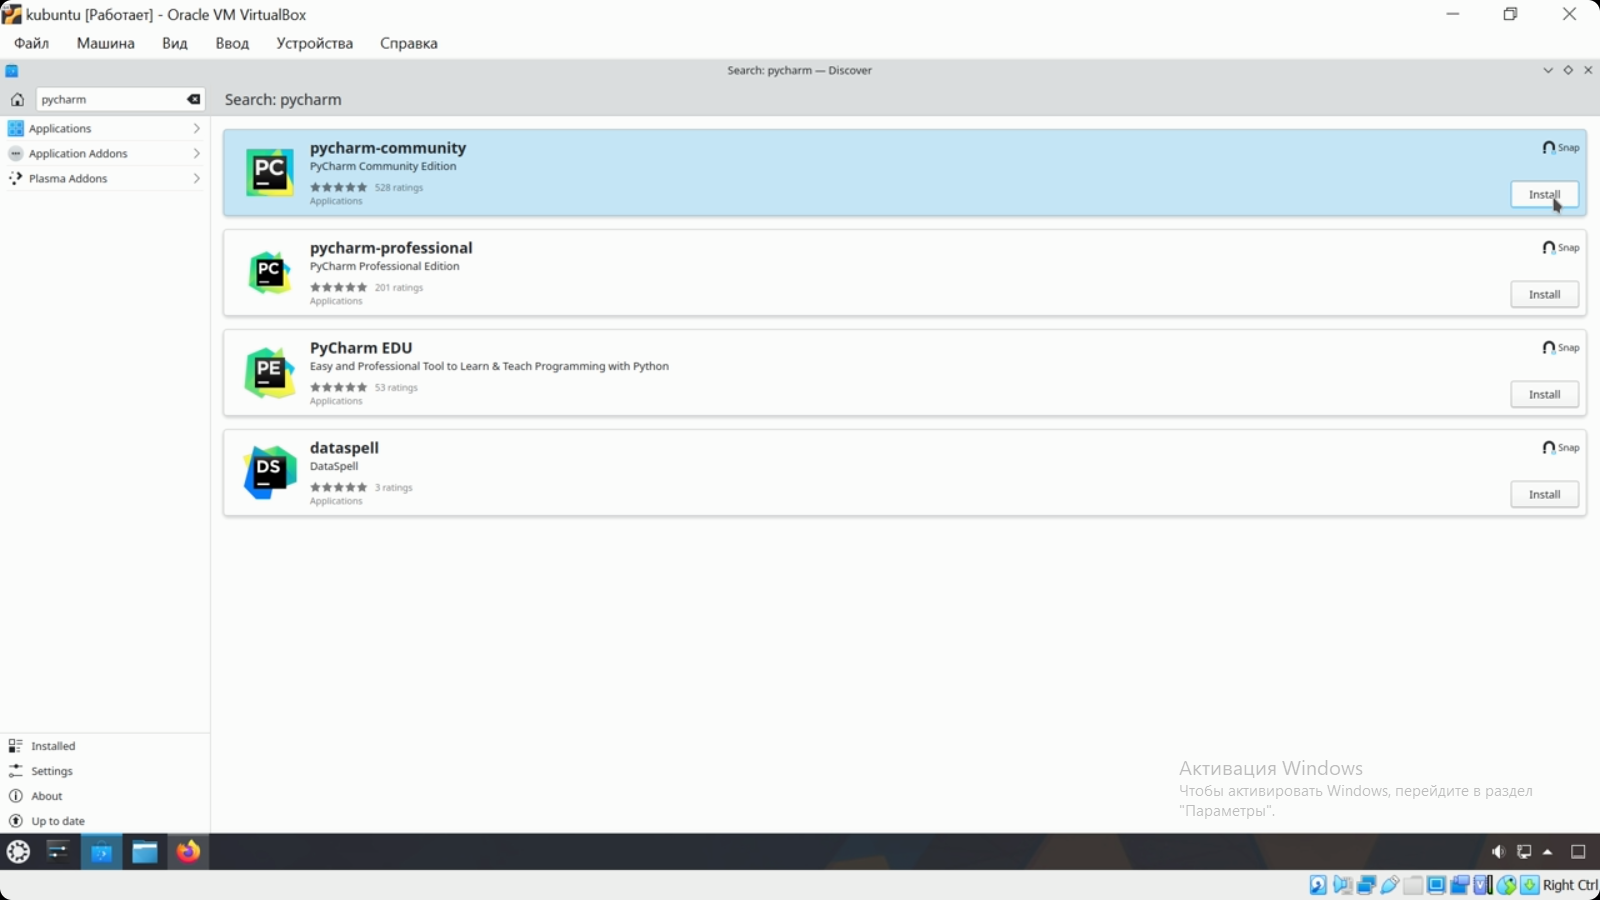 kubuntu [Работает] - Oracle VM VirtualBox
Файл Машина Вид Ввод Устройства Справка
Search: pycharm — Discover
pycharm
Search: pycharm
Applications
Application Addons
Plasma Addons
PC
pycharm-community
PyCharm Community Edition
528 ratings
Applications
Snap
Install
PC
pycharm-professional
PyCharm Professional Edition
201 ratings
Applications
Snap
Install
PE
PyCharm EDU
Easy and Professional Tool to Learn & Teach Programming with Python
53 ratings
Applications
Snap
Install
DS
dataspell
DataSpell
3 ratings
Applications
Snap
Install
Installed
Settings
About
Up to date
Активация Windows
Чтобы активировать Windows, перейдите в раздел
"Параметры".
Right Ctrl